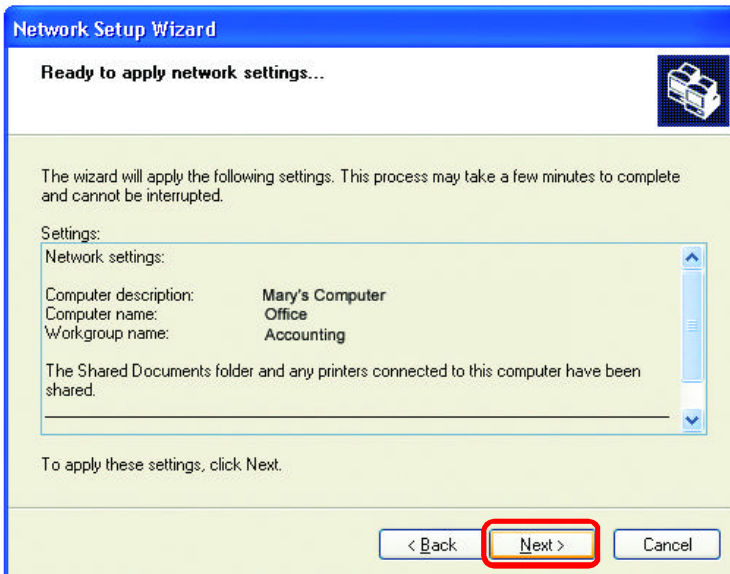 Network Setup Wizard
Ready to apply network settings...
The wizard will apply the following settings. This process may take a few minutes to complete
and cannot be interrupted.
Settings:
Network settings:
Computer description: Mary's Computer
Computer name: Office
Workgroup name: Accounting
The Shared Documents folder and any printers connected to this computer have been
shared.
To apply these settings, click Next.
< Back Next > Cancel